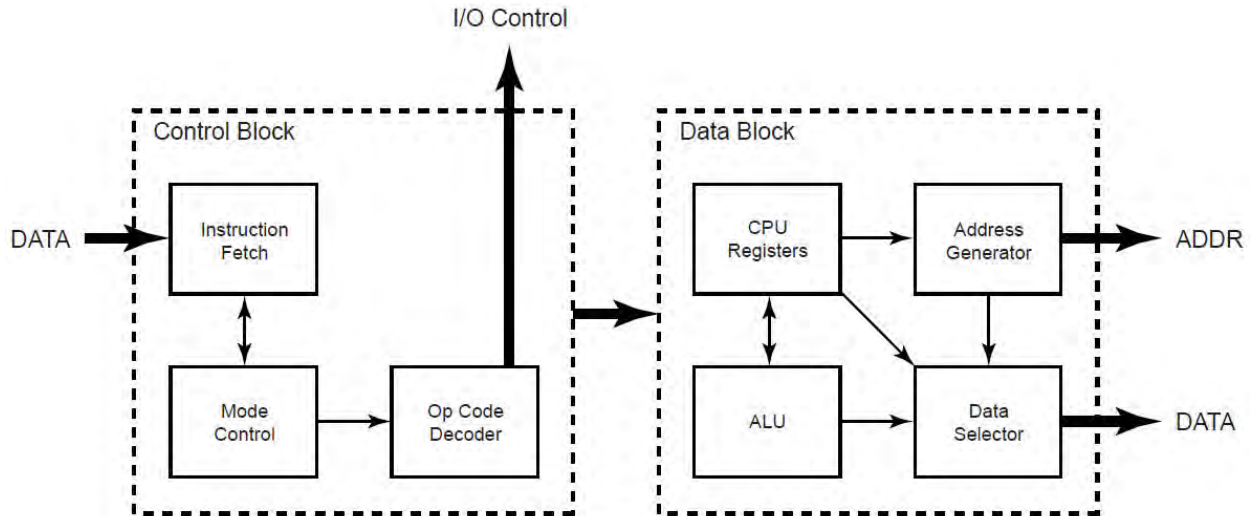 I/O Control
Control Block
Data Block
DATA
Instruction
Fetch
CPU
Registers
Address
Generator
ADDR
Mode
Control
Op Code
Decoder
ALU
Data
Selector
DATA